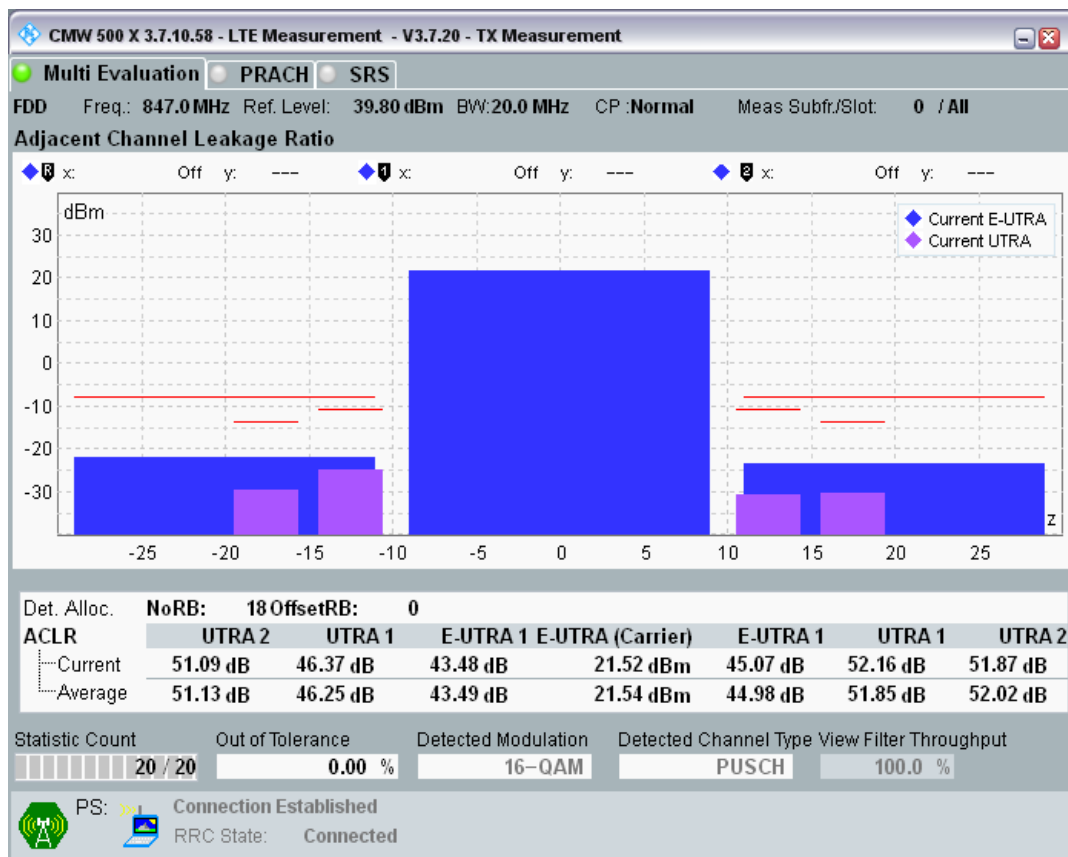 CMW 500 X 3.7.10.58 - LTE Measurement - V3.7.20 - TX Measurement
Multi Evaluation PRACH SRS
FDD Freq.: 847.0 MHz Ref. Level: 39.80 dBm BW:20.0 MHz CP :Normal Meas Subfr./Slot: 0 / All
Adjacent Channel Leakage Ratio
R x: Off y: --- 1 x: Off y: --- 2 x: Off y: ---
dBm
Current E-UTRA
Current UTRA
30
20
10
0
-10
-20
-30
z
-25 -20 -15 -10 -5 0 5 10 15 20 25
Det. Alloc. NoRB: 18 OffsetRB: 0
ACLR UTRA 2 UTRA 1 E-UTRA 1 E-UTRA (Carrier) E-UTRA 1 UTRA 1 UTRA 2
Current 51.09 dB 46.37 dB 43.48 dB 21.52 dBm 45.07 dB 52.16 dB 51.87 dB
Average 51.13 dB 46.25 dB 43.49 dB 21.54 dBm 44.98 dB 51.85 dB 52.02 dB
Statistic Count Out of Tolerance Detected Modulation Detected Channel Type View Filter Throughput
20 / 20 0.00 % 16-QAM PUSCH 100.0 %
PS: Connection Established
RRC State: Connected